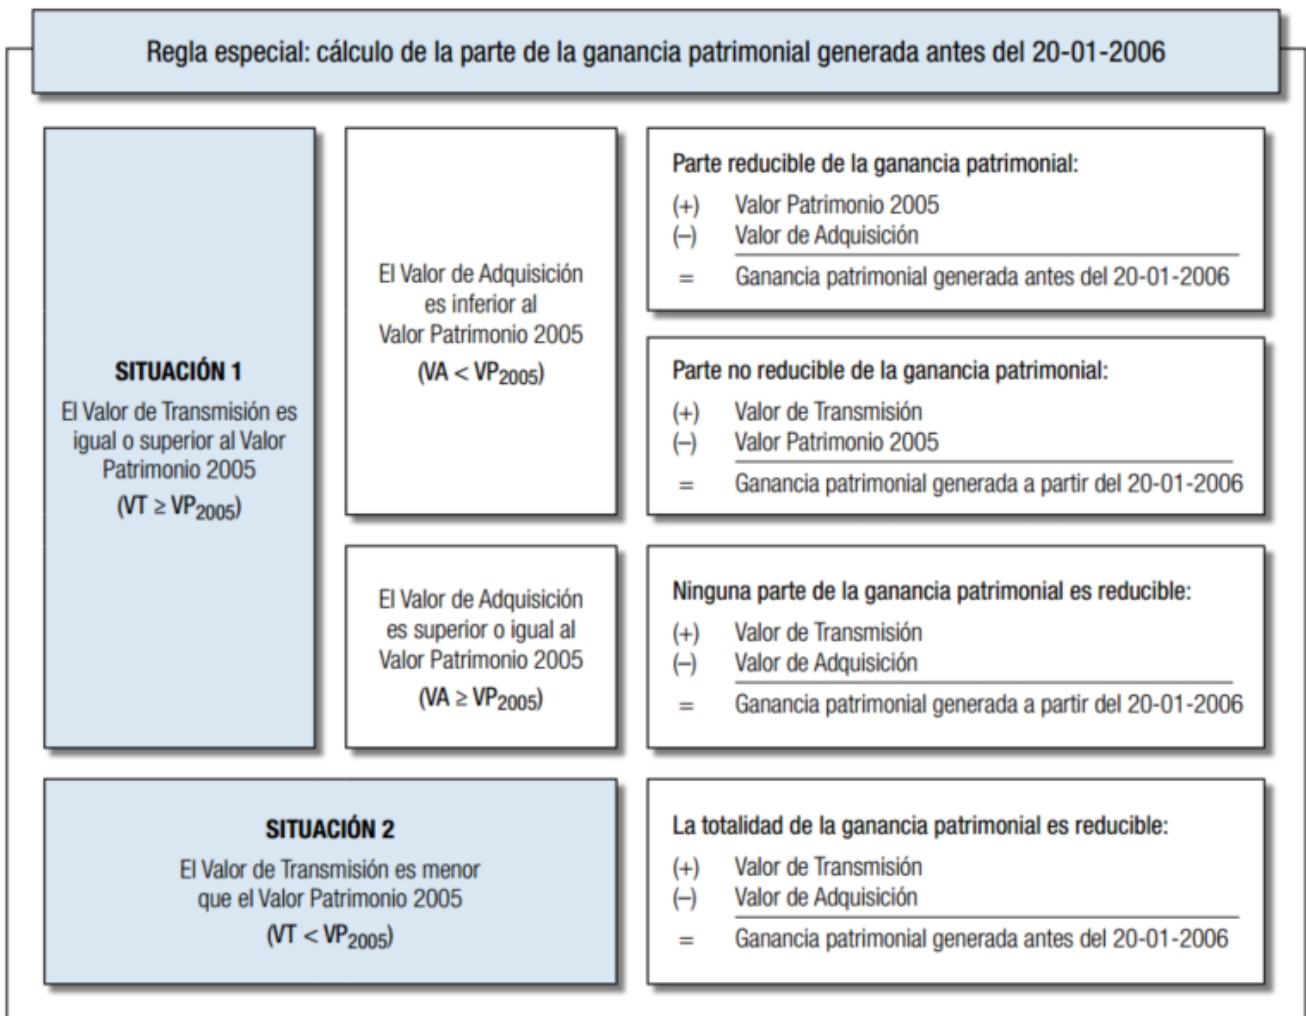 Regla especial: cálculo de la parte de la ganancia patrimonial generada antes del 20-01-2006
SITUACIÓN 1
El Valor de Transmisión es
igual o superior al Valor
Patrimonio 2005
(VT ≥ VP2005)
El Valor de Adquisición
es inferior al
Valor Patrimonio 2005
(VA < VP2005)
Parte reducible de la ganancia patrimonial:
(+) Valor Patrimonio 2005
(–) Valor de Adquisición
= Ganancia patrimonial generada antes del 20-01-2006
Parte no reducible de la ganancia patrimonial:
(+) Valor de Transmisión
(–) Valor Patrimonio 2005
= Ganancia patrimonial generada a partir del 20-01-2006
El Valor de Adquisición
es superior o igual al
Valor Patrimonio 2005
(VA ≥ VP2005)
Ninguna parte de la ganancia patrimonial es reducible:
(+) Valor de Transmisión
(–) Valor de Adquisición
= Ganancia patrimonial generada a partir del 20-01-2006
SITUACIÓN 2
El Valor de Transmisión es menor
que el Valor Patrimonio 2005
(VT < VP2005)
La totalidad de la ganancia patrimonial es reducible:
(+) Valor de Transmisión
(–) Valor de Adquisición
= Ganancia patrimonial generada antes del 20-01-2006